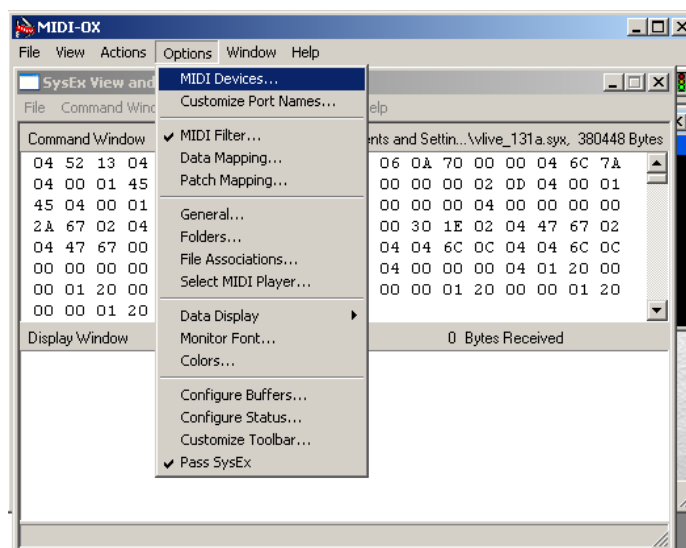 MIDI-OX
File View Actions Options Window Help
SysEx View and
File Command Wind elp
Command Window ents and Settin...\vlive_131a.syx, 380448 Bytes
04 52 13 04 06 0A 70 00 00 04 6C 7A
04 00 01 45 00 00 00 02 0D 04 00 01
45 04 00 01 00 00 00 04 00 00 00 00
2A 67 02 04 00 30 1E 02 04 47 67 02
04 47 67 00 04 04 6C 0C 04 04 6C 0C
00 00 00 00 04 00 00 00 04 01 20 00
00 01 20 00 00 00 01 20 00 00 01 20
00 00 01 20
Display Window 0 Bytes Received
MIDI Devices...
Customize Port Names...
MIDI Filter...
Data Mapping...
Patch Mapping...
General...
Folders...
File Associations...
Select MIDI Player...
Data Display
Monitor Font...
Colors...
Configure Buffers...
Configure Status...
Customize Toolbar...
Pass SysEx